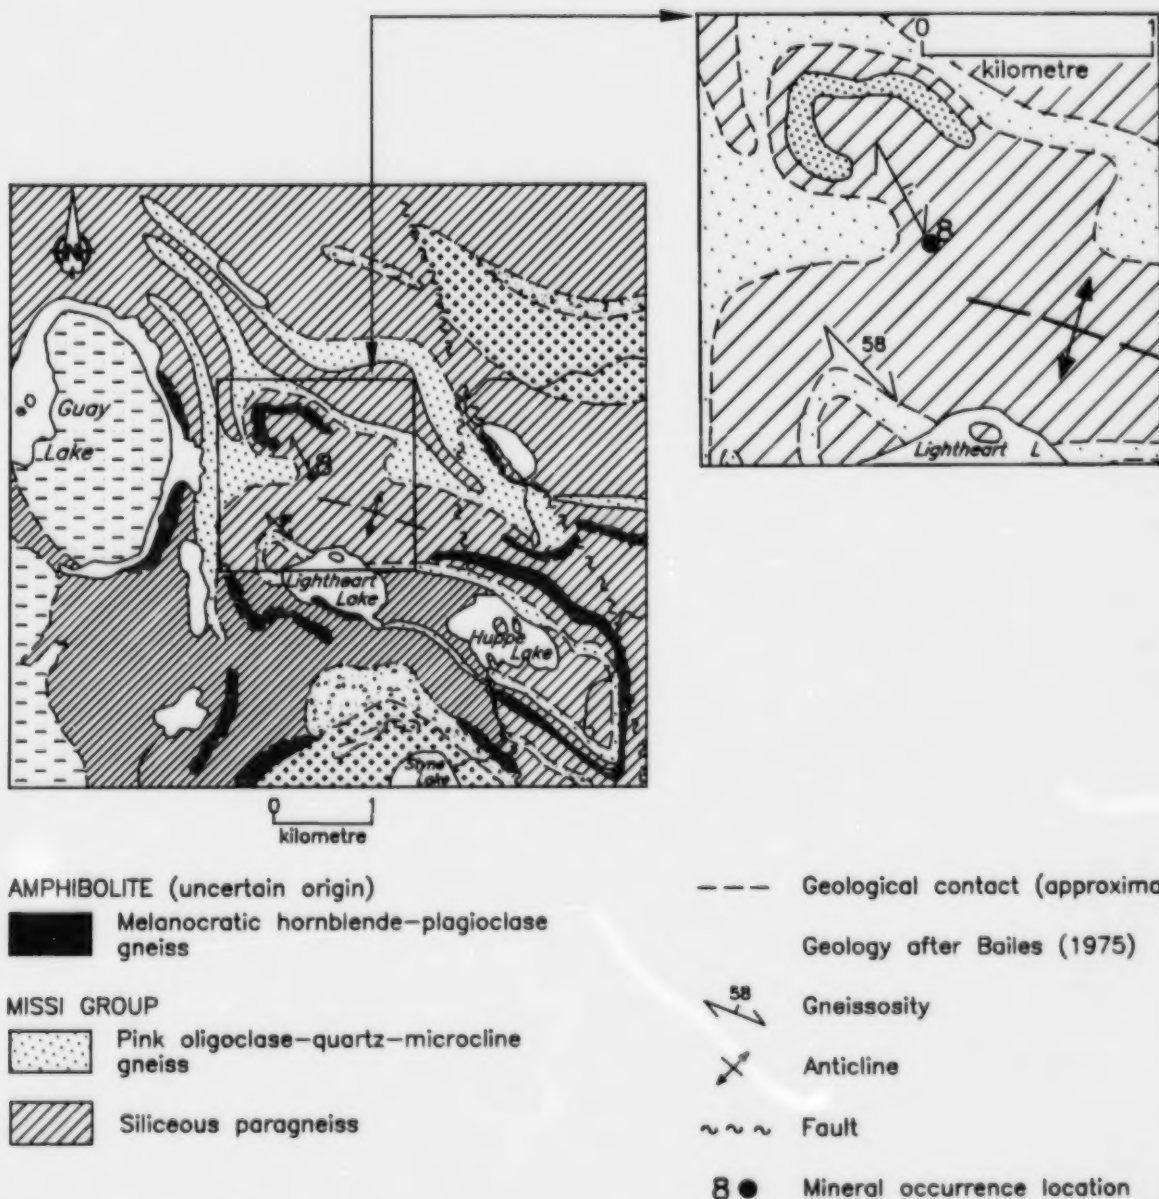 0 1
kilometre
8
58
Lightheart L
N
Guay
Lake
8
Lightheart
Lake
Huppe
Lake
Styne
Lake
0 1
kilometre
AMPHIBOLITE (uncertain origin)
Melanocratic hornblende-plagioclase
gneiss
MISSI GROUP
Pink oligoclase-quartz-microcline
gneiss
Siliceous paragneiss
Geological contact (approxima
Geology after Bailes (1975)
58
Gneissosity
Anticline
Fault
8 Mineral occurrence location